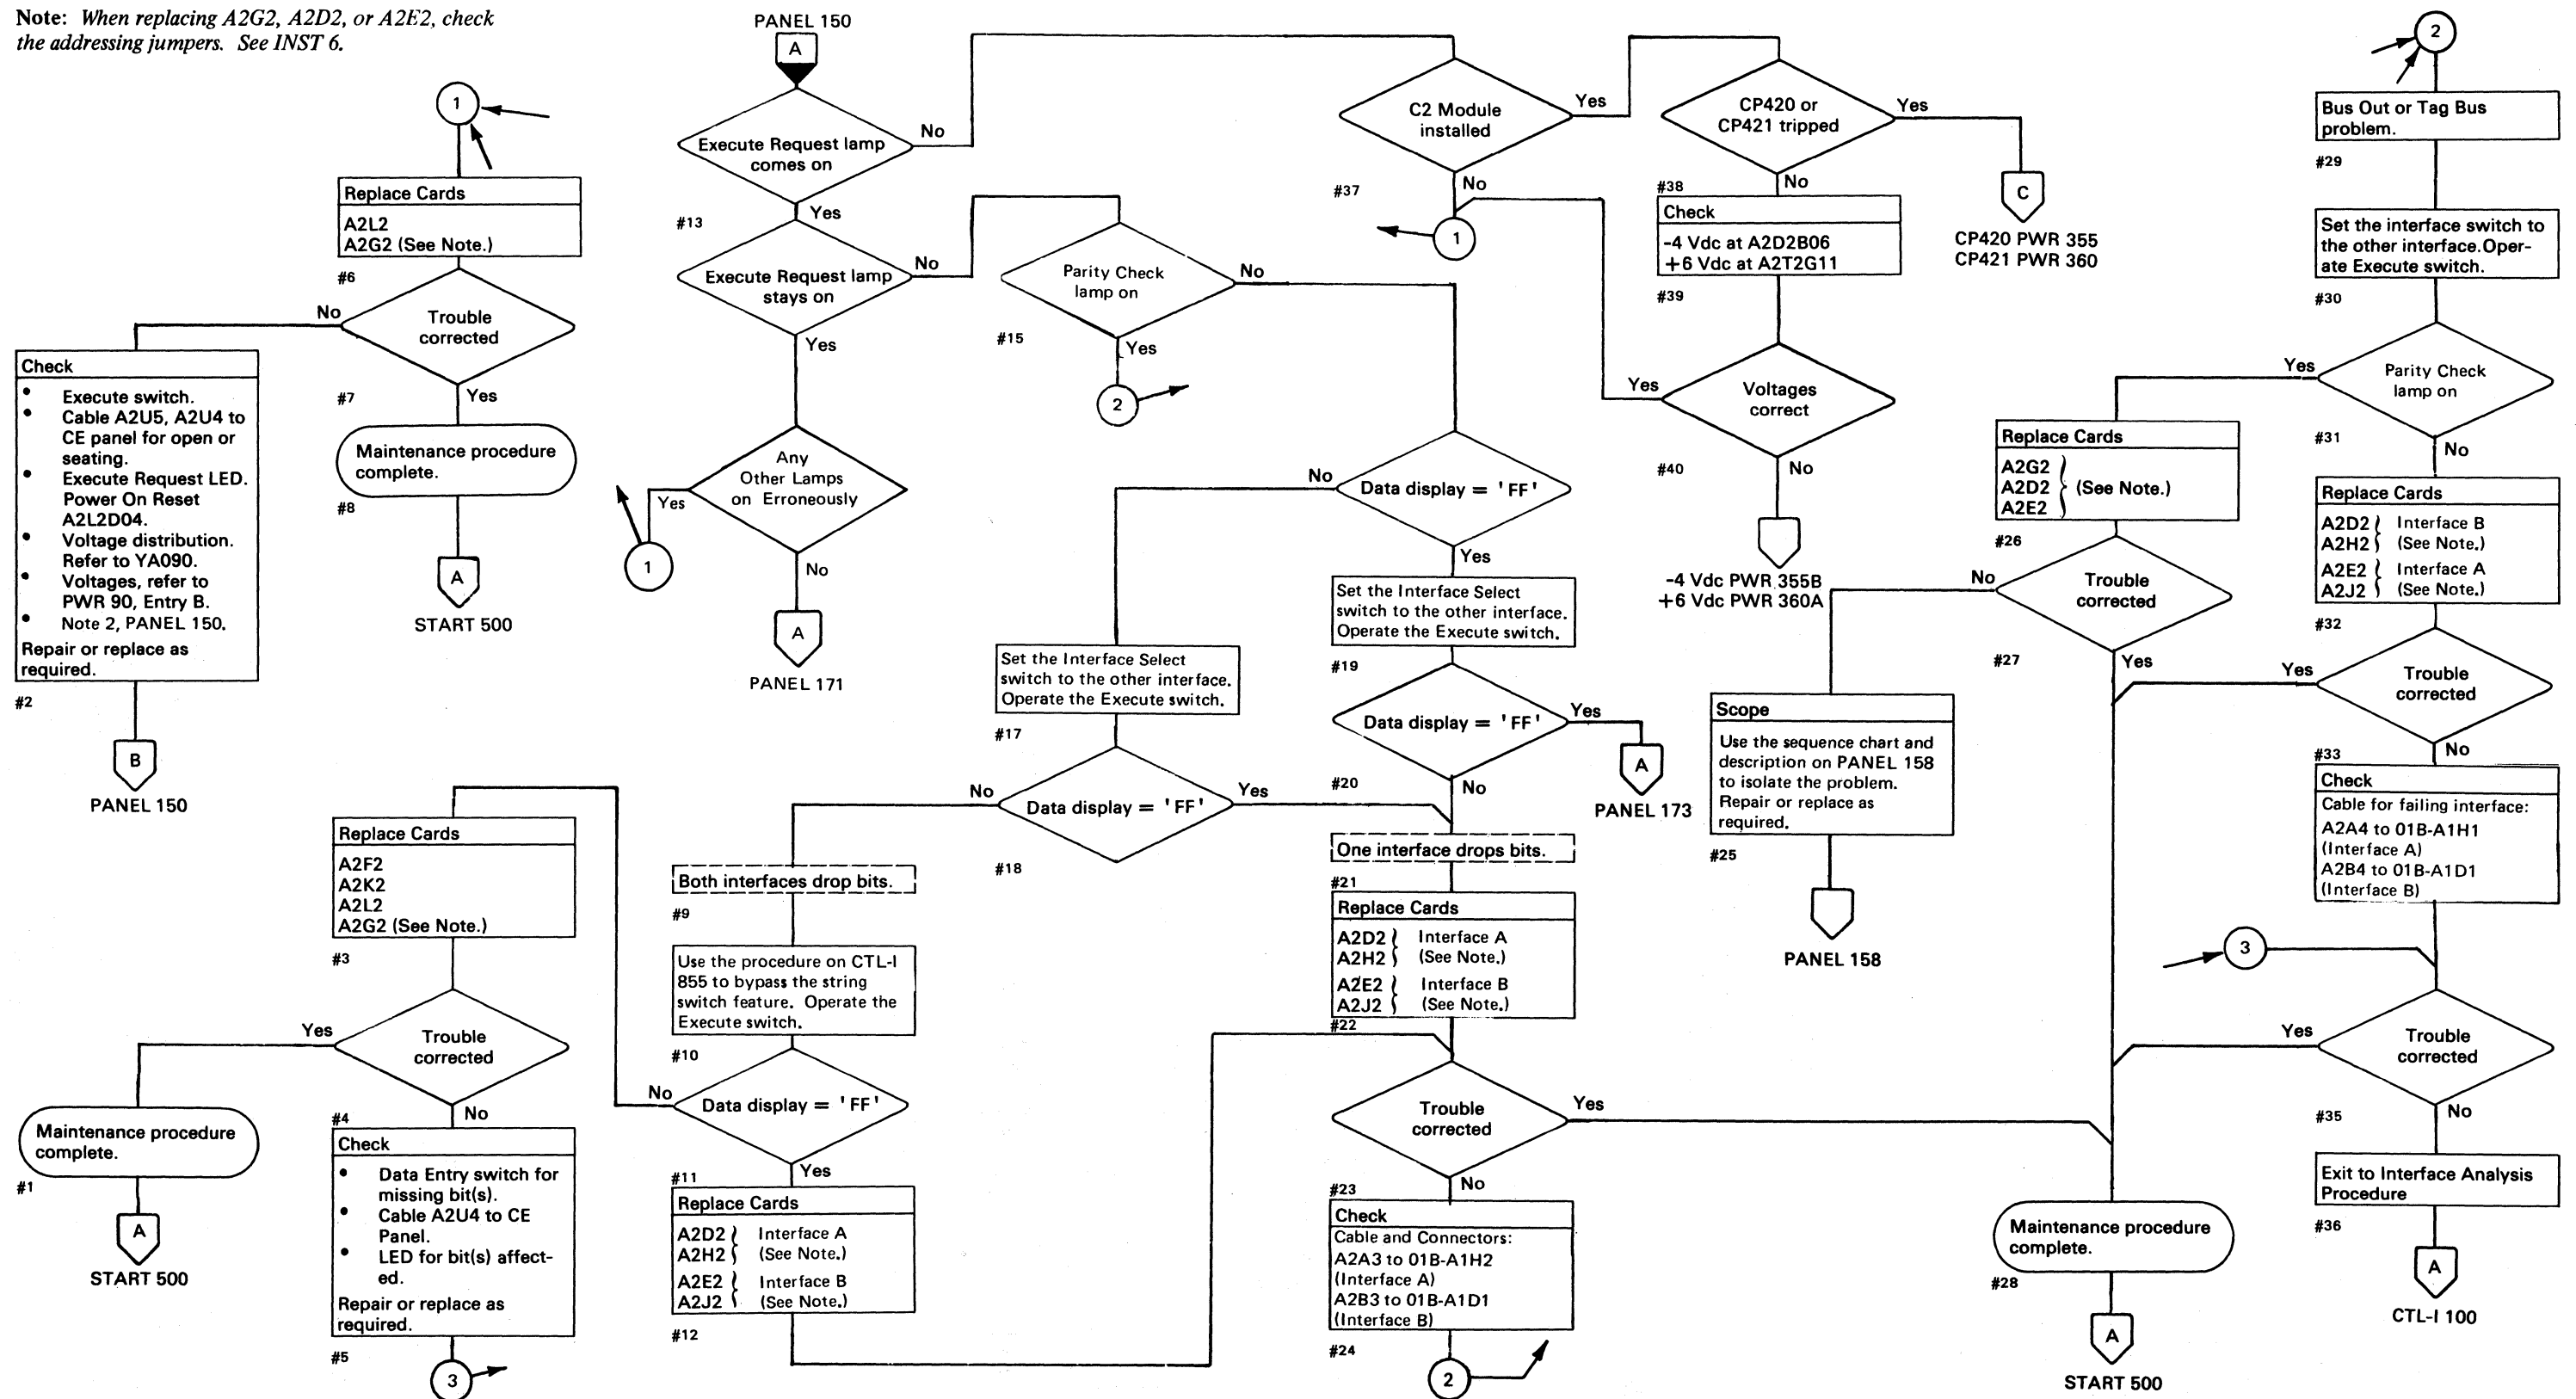 Note: When replacing A2G2, A2D2, or A2E2, check
the addressing jumpers. See INST 6.
1
Replace Cards
A2L2
A2G2 (See Note.)
#6
Trouble
corrected
No
Yes
#7
Check
• Execute switch.
• Cable A2U5, A2U4 to
CE panel for open or
seating.
• Execute Request LED.
Power On Reset
A2L2D04.
• Voltage distribution.
Refer to YA090.
• Voltages, refer to
PWR 90, Entry B.
• Note 2, PANEL 150.
Repair or replace as
required.
#2
B
PANEL 150
Maintenance procedure
complete.
#8
A
START 500
Replace Cards
A2F2
A2K2
A2L2
A2G2 (See Note.)
#3
Trouble
corrected
Yes
No
#4
Maintenance procedure
complete.
#1
A
START 500
Check
• Data Entry switch for
missing bit(s).
• Cable A2U4 to CE
Panel.
• LED for bit(s) affect-
ed.
Repair or replace as
required.
#5
3
PANEL 150
A
Execute Request lamp
comes on
No
Yes
#13
Execute Request lamp
stays on
No
Yes
Any
Other Lamps
on Erroneously
Yes
1
No
A
PANEL 171
Parity Check
lamp on
No
#15
Yes
2
Data display = 'FF'
No
Yes
Set the Interface Select
switch to the other interface.
Operate the Execute switch.
#17
Data display = 'FF'
No
Yes
#18
Both interfaces drop bits.
#9
Use the procedure on CTL-I
855 to bypass the string
switch feature. Operate the
Execute switch.
#10
Data display = 'FF'
No
Yes
#11
Replace Cards
A2D2 Interface A
A2H2 (See Note.)
A2E2 Interface B
A2J2 (See Note.)
#12
Set the Interface Select
switch to the other interface.
Operate the Execute switch.
#19
Data display = 'FF'
Yes
No
#20
A
PANEL 173
One interface drops bits.
#21
Replace Cards
A2D2 Interface A
A2H2 (See Note.)
A2E2 Interface B
A2J2 (See Note.)
#22
Trouble
corrected
Yes
No
#23
Check
Cable and Connectors:
A2A3 to 01B-A1H2
(Interface A)
A2B3 to 01B-A1D1
(Interface B)
#24
2
C2 Module
installed
Yes
No
#37
1
CP420 or
CP421 tripped
Yes
No
#38
C
CP420 PWR 355
CP421 PWR 360
Check
-4 Vdc at A2D2B06
+6 Vdc at A2T2G11
#39
Voltages
correct
Yes
No
#40
-4 Vdc PWR 355B
+6 Vdc PWR 360A
2
Bus Out or Tag Bus
problem.
#29
Set the interface switch to
the other interface.Oper-
ate Execute switch.
#30
Parity Check
lamp on
Yes
No
#31
Replace Cards
A2G2
A2D2 (See Note.)
A2E2
#26
Trouble
corrected
No
Yes
#27
Scope
Use the sequence chart and
description on PANEL 158
to isolate the problem.
Repair or replace as
required.
#25
PANEL 158
Replace Cards
A2D2 Interface B
A2H2 (See Note.)
A2E2 Interface A
A2J2 (See Note.)
#32
Trouble
corrected
Yes
No
#33
Check
Cable for failing interface:
A2A4 to 01B-A1H1
(Interface A)
A2B4 to 01B-A1D1
(Interface B)
3
Trouble
corrected
Yes
No
#35
Exit to Interface Analysis
Procedure
#36
A
CTL-I 100
Maintenance procedure
complete.
#28
A
START 500